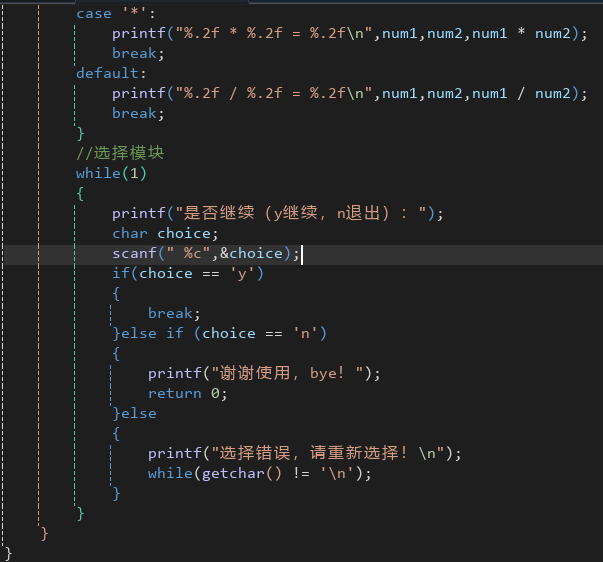 case '*':
printf("%.2f * %.2f = %.2f\n",num1,num2,num1 * num2);
break;
default:
printf("%.2f / %.2f = %.2f\n",num1,num2,num1 / num2);
break;
}
//选择模块
while(1)
{
printf("是否继续（y继续，n退出）：");
char choice;
scanf(" %c",&choice);
if(choice == 'y')
{
break;
}else if (choice == 'n')
{
printf("谢谢使用，bye！");
return 0;
}else
{
printf("选择错误，请重新选择！\n");
while(getchar() != '\n');
}
}
}
}